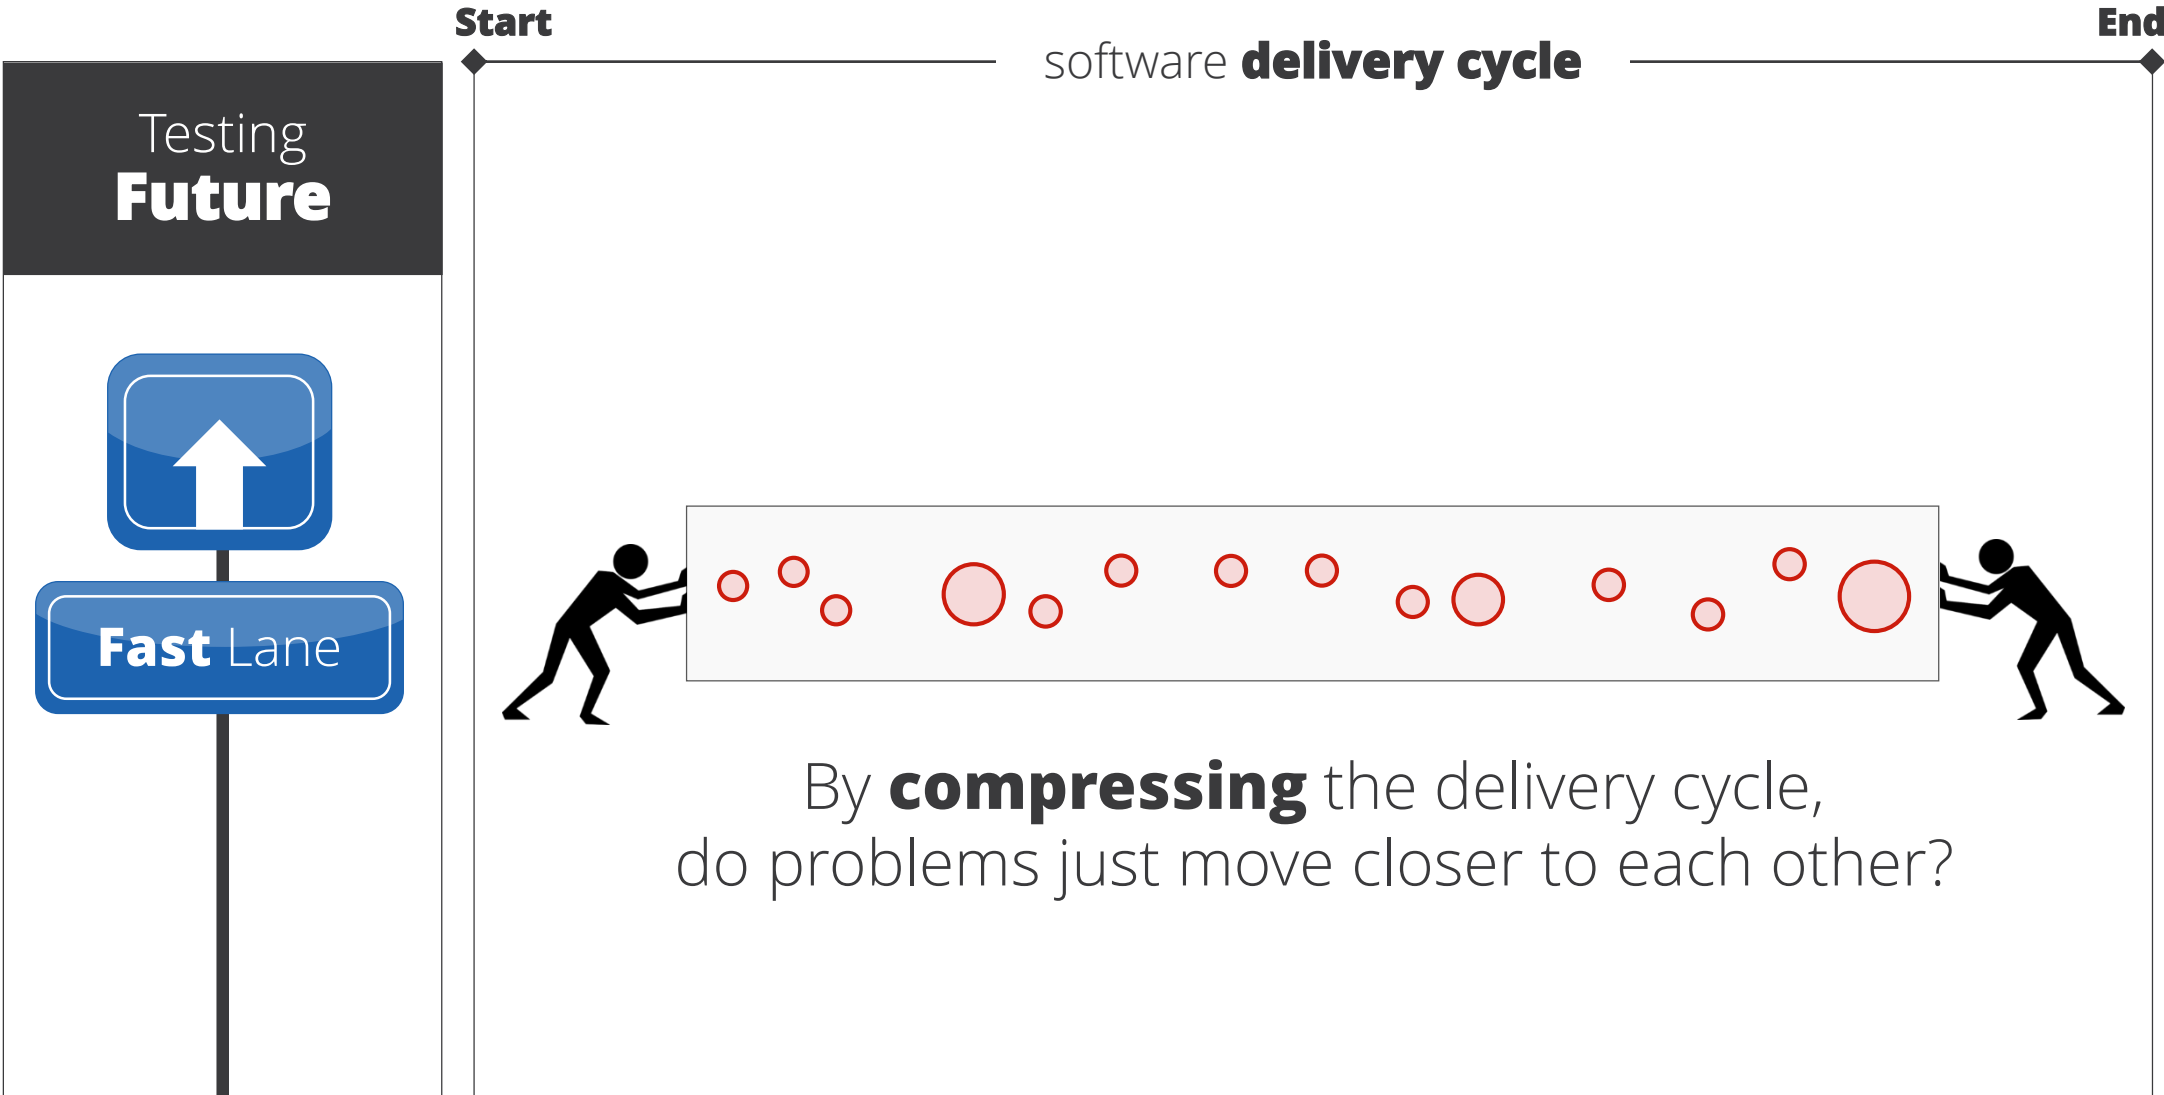 Start
End
software delivery cycle
Testing
Future
Fast Lane
By compressing the delivery cycle,
do problems just move closer to each other?